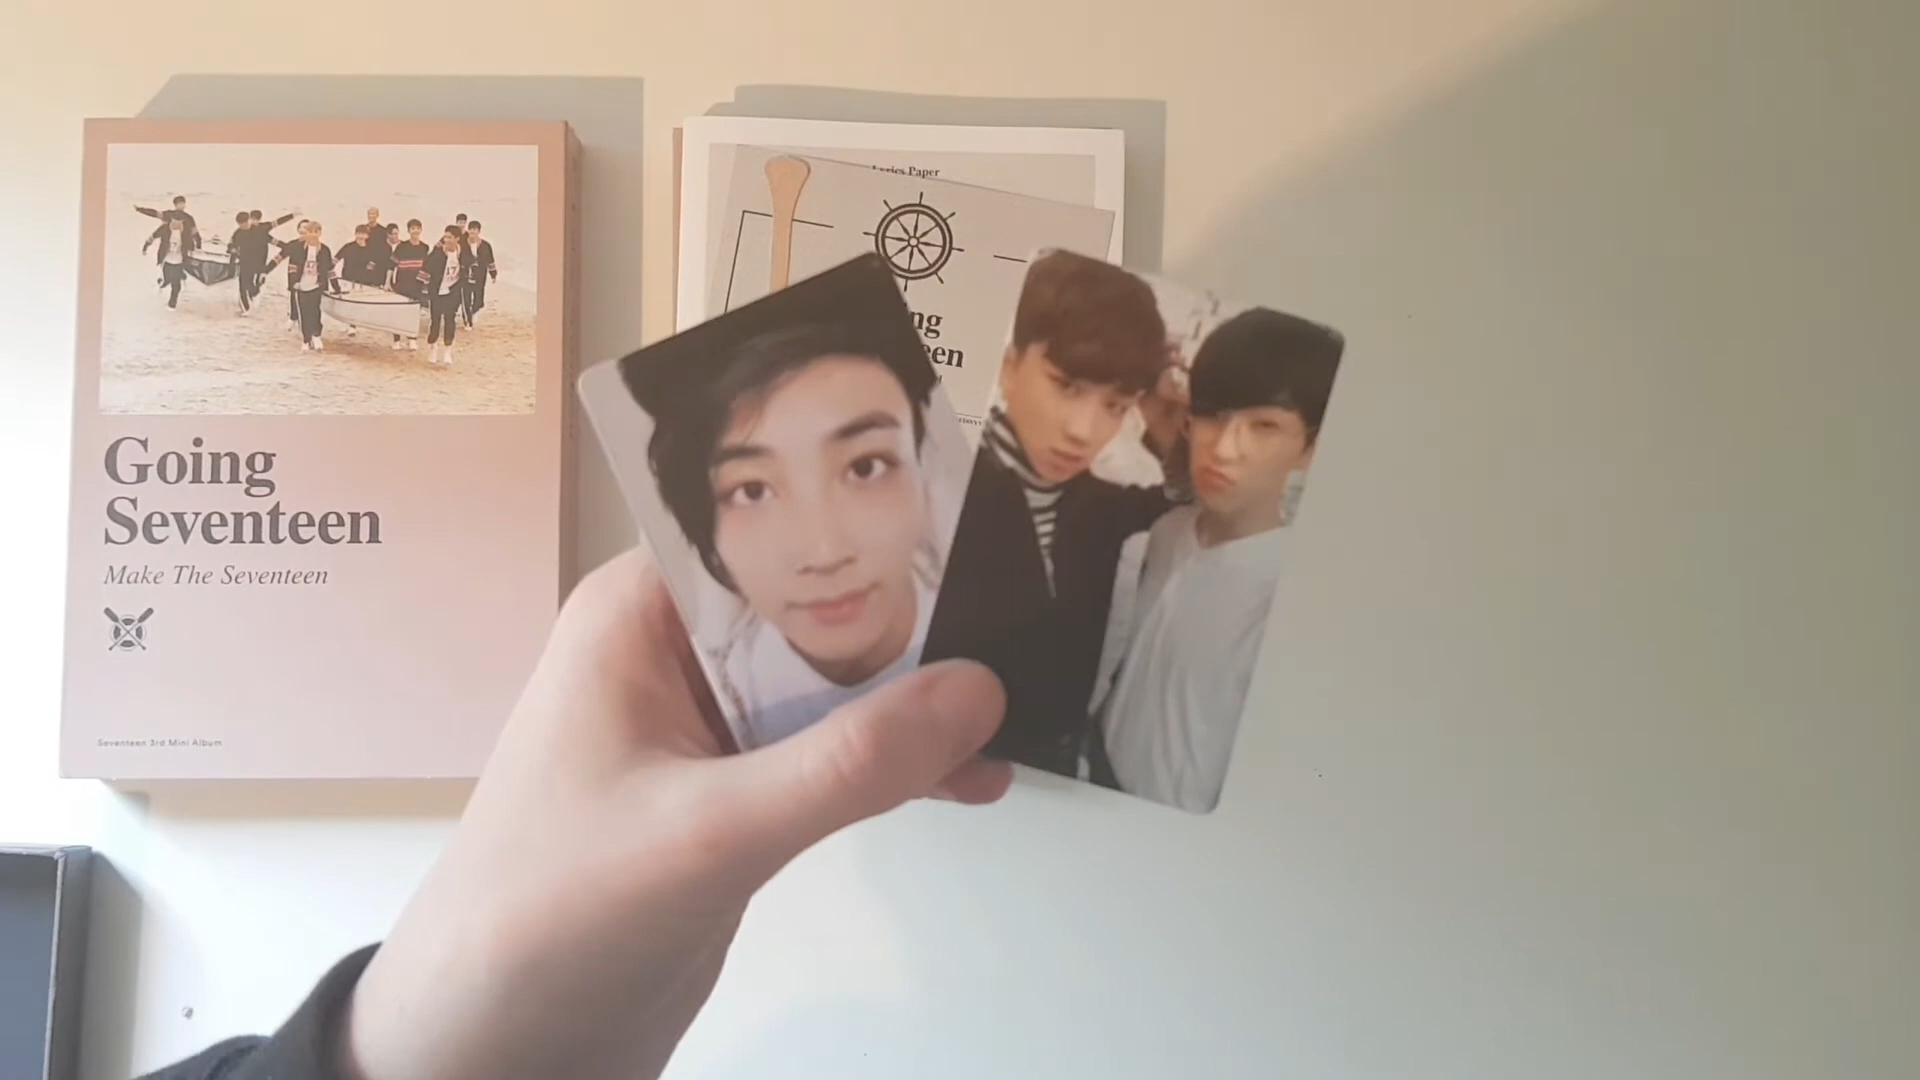 Going
Seventeen
Make The Seventeen
Seventeen 3rd Mini Album
Lyrics Paper